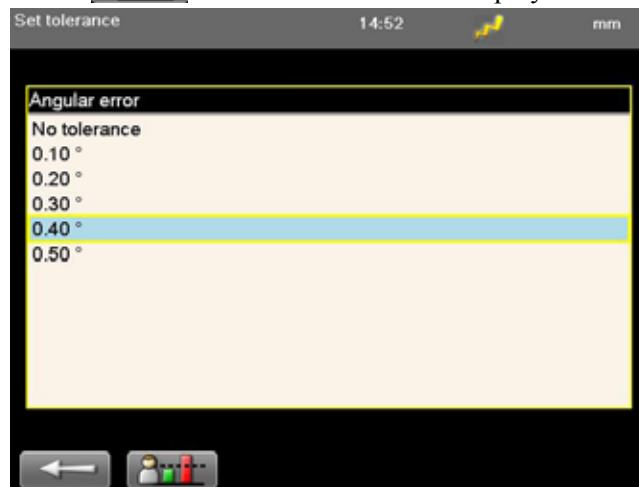 Set tolerance 14:52 mm
Angular error
No tolerance
0.10 °
0.20 °
0.30 °
0.40 °
0.50 °